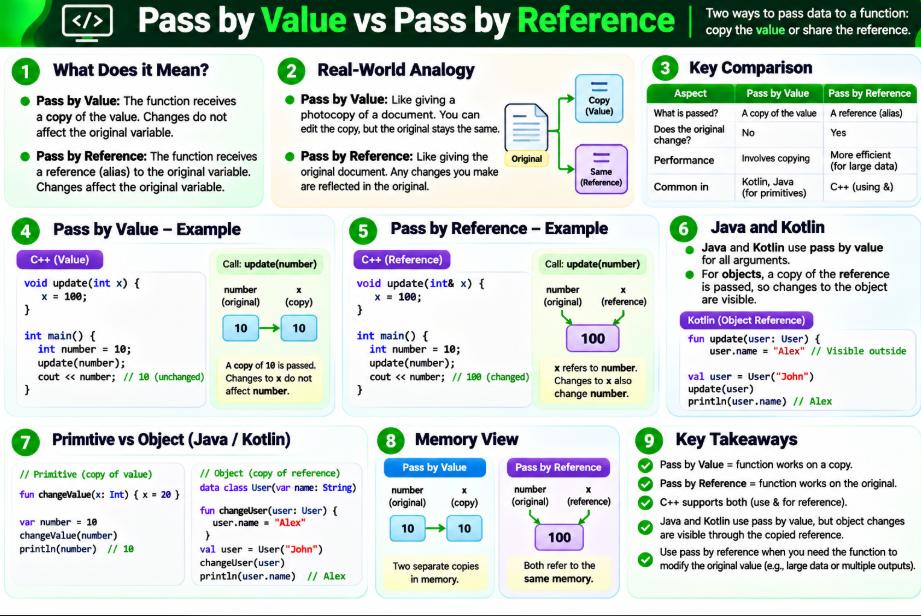 </>
Pass by Value vs Pass by Reference
Two ways to pass data to a function:
copy the value or share the reference.
1 What Does it Mean?
Pass by Value: The function receives
a copy of the value. Changes do not
affect the original variable.
Pass by Reference: The function receives
a reference (alias) to the original variable.
Changes affect the original variable.
2 Real-World Analogy
Pass by Value: Like giving a
photocopy of a document. You can
edit the copy, but the original stays the same.
Pass by Reference: Like giving the
original document. Any changes you make
are reflected in the original.
Original
Copy
(Value)
Same
(Reference)
3 Key Comparison
Aspect Pass by Value Pass by Reference
What is passed? A copy of the value A reference (alias)
Does the original
change? No Yes
Performance Involves copying More efficient
(for large data)
Common in Kotlin, Java
(for primitives) C++ (using &)
4 Pass by Value – Example
C++ (Value)
void update(int x) {
x = 100;
}
int main() {
int number = 10;
update(number);
cout << number; // 10 (unchanged)
}
Call: update(number)
number
(original)
x
(copy)
10 10
A copy of 10 is passed.
Changes to x do not
affect number.
5 Pass by Reference – Example
C++ (Reference)
void update(int& x) {
x = 100;
}
int main() {
int number = 10;
update(number);
cout << number; // 100 (changed)
}
Call: update(number)
number
(original)
x
(reference)
100
x refers to number.
Changes to x also
change number.
6 Java and Kotlin
Java and Kotlin use pass by value
for all arguments.
For objects, a copy of the reference
is passed, so changes to the object
are visible.
Kotlin (Object Reference)
fun update(user: User) {
user.name = "Alex" // Visible outside
val user = User("John")
update(user)
println(user.name) // Alex
7 Primitive vs Object (Java / Kotlin)
// Primitive (copy of value)
fun changeValue(x: Int) { x = 20 }
var number = 10
changeValue(number)
println(number) // 10
// Object (copy of reference)
data class User(var name: String)
fun changeUser(user: User) {
user.name = "Alex"
}
val user = User("John")
changeUser(user)
println(user.name) // Alex
8 Memory View
Pass by Value
number
(original)
x
(copy)
10 10
Two separate copies
in memory.
Pass by Reference
number
(original)
x
(reference)
100
Both refer to the
same memory.
9 Key Takeaways
Pass by Value = function works on a copy.
Pass by Reference = function works on the original.
C++ supports both (use & for reference).
Java and Kotlin use pass by value, but object changes
are visible through the copied reference.
Use pass by reference when you need the function to
modify the original value (e.g., large data or multiple outputs).